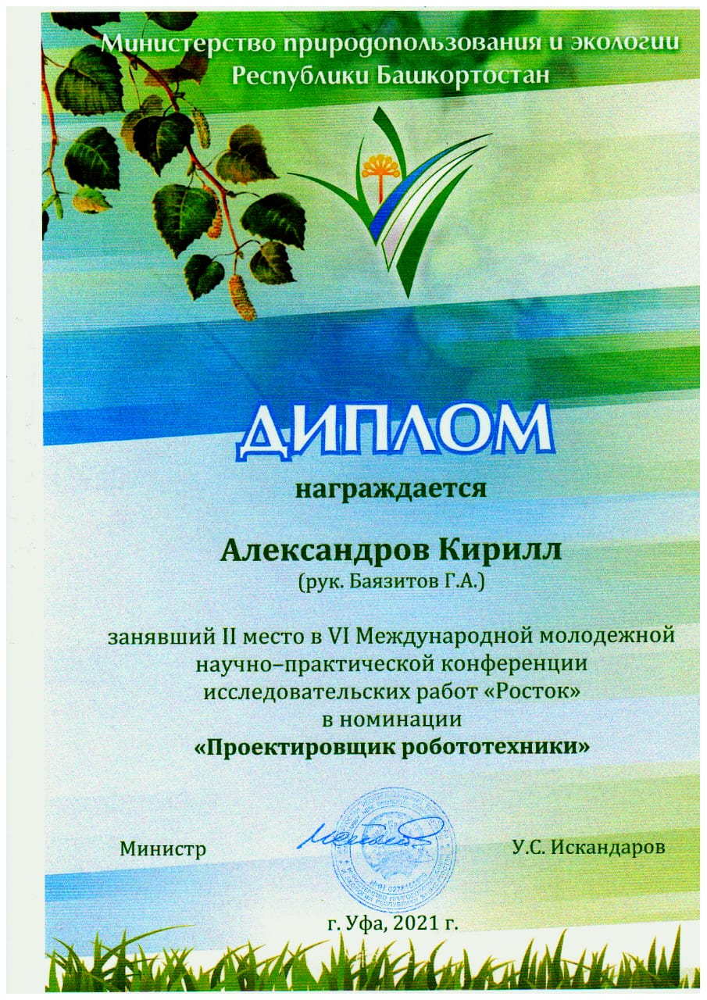 Министерство природопользования и экологии
Республики Башкортостан
ДИПЛОМ
награждается
Александров Кирилл
(рук. Баязитов Г.А.)
занявший II место в VI Международной молодежной
научно–практической конференции
исследовательских работ «Росток»
в номинации
«Проектировщик робототехники»
Министр
У.С. Искандаров
г. Уфа, 2021 г.